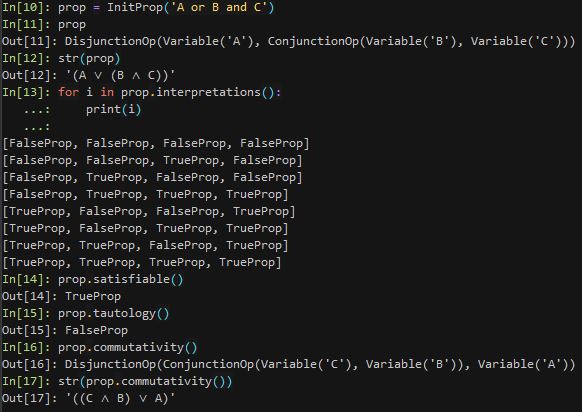 In[10]: prop = InitProp('A or B and C')
In[11]: prop
Out[11]: DisjunctionOp(Variable('A'), ConjunctionOp(Variable('B'), Variable('C')))
In[12]: str(prop)
Out[12]: '(A ∨ (B ∧ C))'
In[13]: for i in prop.interpretations():
   ...:     print(i)
   ...:
[FalseProp, FalseProp, FalseProp, FalseProp]
[FalseProp, FalseProp, TrueProp, FalseProp]
[FalseProp, TrueProp, FalseProp, FalseProp]
[FalseProp, TrueProp, TrueProp, TrueProp]
[TrueProp, FalseProp, FalseProp, TrueProp]
[TrueProp, FalseProp, TrueProp, TrueProp]
[TrueProp, TrueProp, FalseProp, TrueProp]
[TrueProp, TrueProp, TrueProp, TrueProp]
In[14]: prop.satisfiable()
Out[14]: TrueProp
In[15]: prop.tautology()
Out[15]: FalseProp
In[16]: prop.commutativity()
Out[16]: DisjunctionOp(ConjunctionOp(Variable('C'), Variable('B')), Variable('A'))
In[17]: str(prop.commutativity())
Out[17]: '((C ∧ B) ∨ A)'